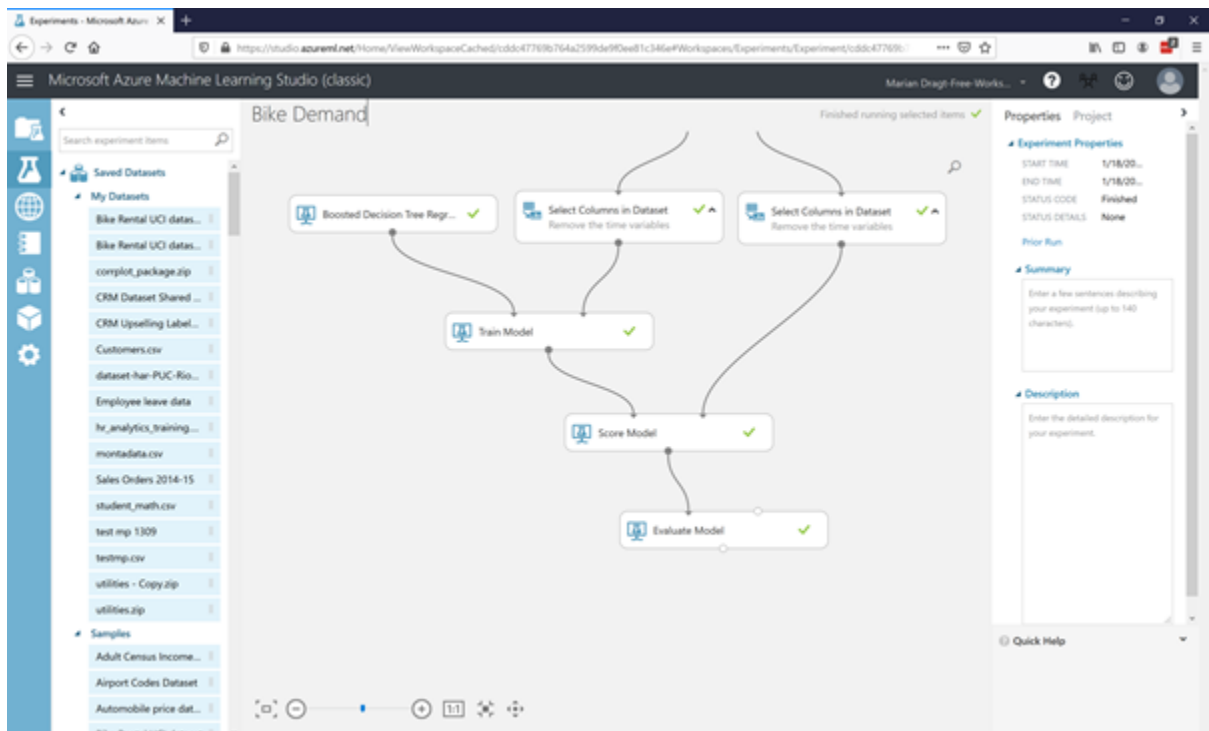 Experiments - Microsoft Azure
https://studio.azureml.net/Home/ViewWorkspaceCached/cddc47769b764a2599de9f0ee81c346e#Workspaces/Experiments/Experiment/cddc47769b
Microsoft Azure Machine Learning Studio (classic)
Marian Dragt-Free-Works...
Search experiment items
Saved Datasets
My Datasets
Bike Rental UCI datas...
Bike Rental UCI datas...
corrplot_package.zip
CRM Dataset Shared ...
CRM Upselling Label...
Customers.csv
dataset-har-PUC-Rio...
Employee leave data
hr_analytics_training....
montadata.csv
Sales Orders 2014-15
student_math.csv
test mp 1309
testmp.csv
utilities - Copy.zip
utilities.zip
Samples
Adult Census Income...
Airport Codes Dataset
Automobile price dat...
Bike Demand
Finished running selected items
Boosted Decision Tree Regr...
Select Columns in Dataset
Remove the time variables
Select Columns in Dataset
Remove the time variables
Train Model
Score Model
Evaluate Model
1:1
Properties Project
Experiment Properties
START TIME 1/18/20...
END TIME 1/18/20...
STATUS CODE Finished
STATUS DETAILS None
Prior Run
Summary
Enter a few sentences describing
your experiment (up to 140
characters).
Description
Enter the detailed description for
your experiment.
Quick Help